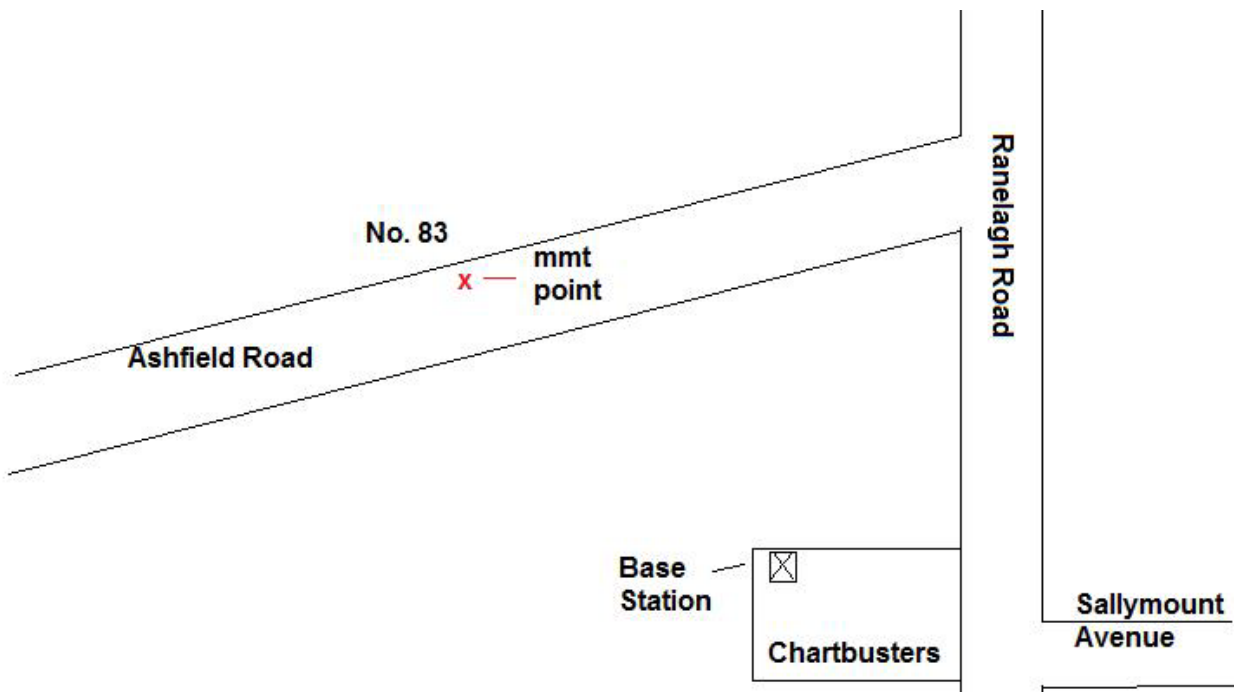 Ranelagh Road
No. 83
mmt
point
x
Ashfield Road
Base
Station
Chartbusters
Sallymount
Avenue